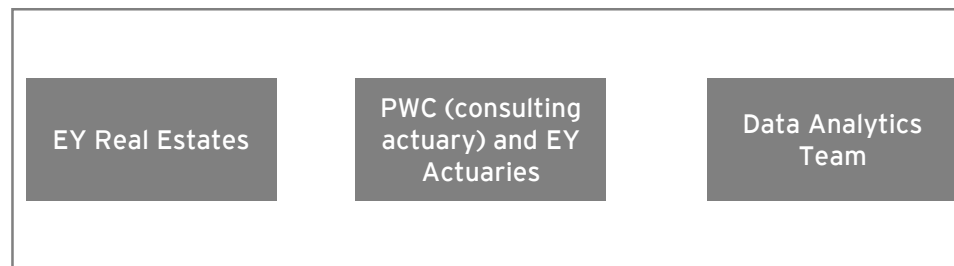 EY Real Estates
PWC (consulting
actuary) and EY
Actuaries
Data Analytics
Team